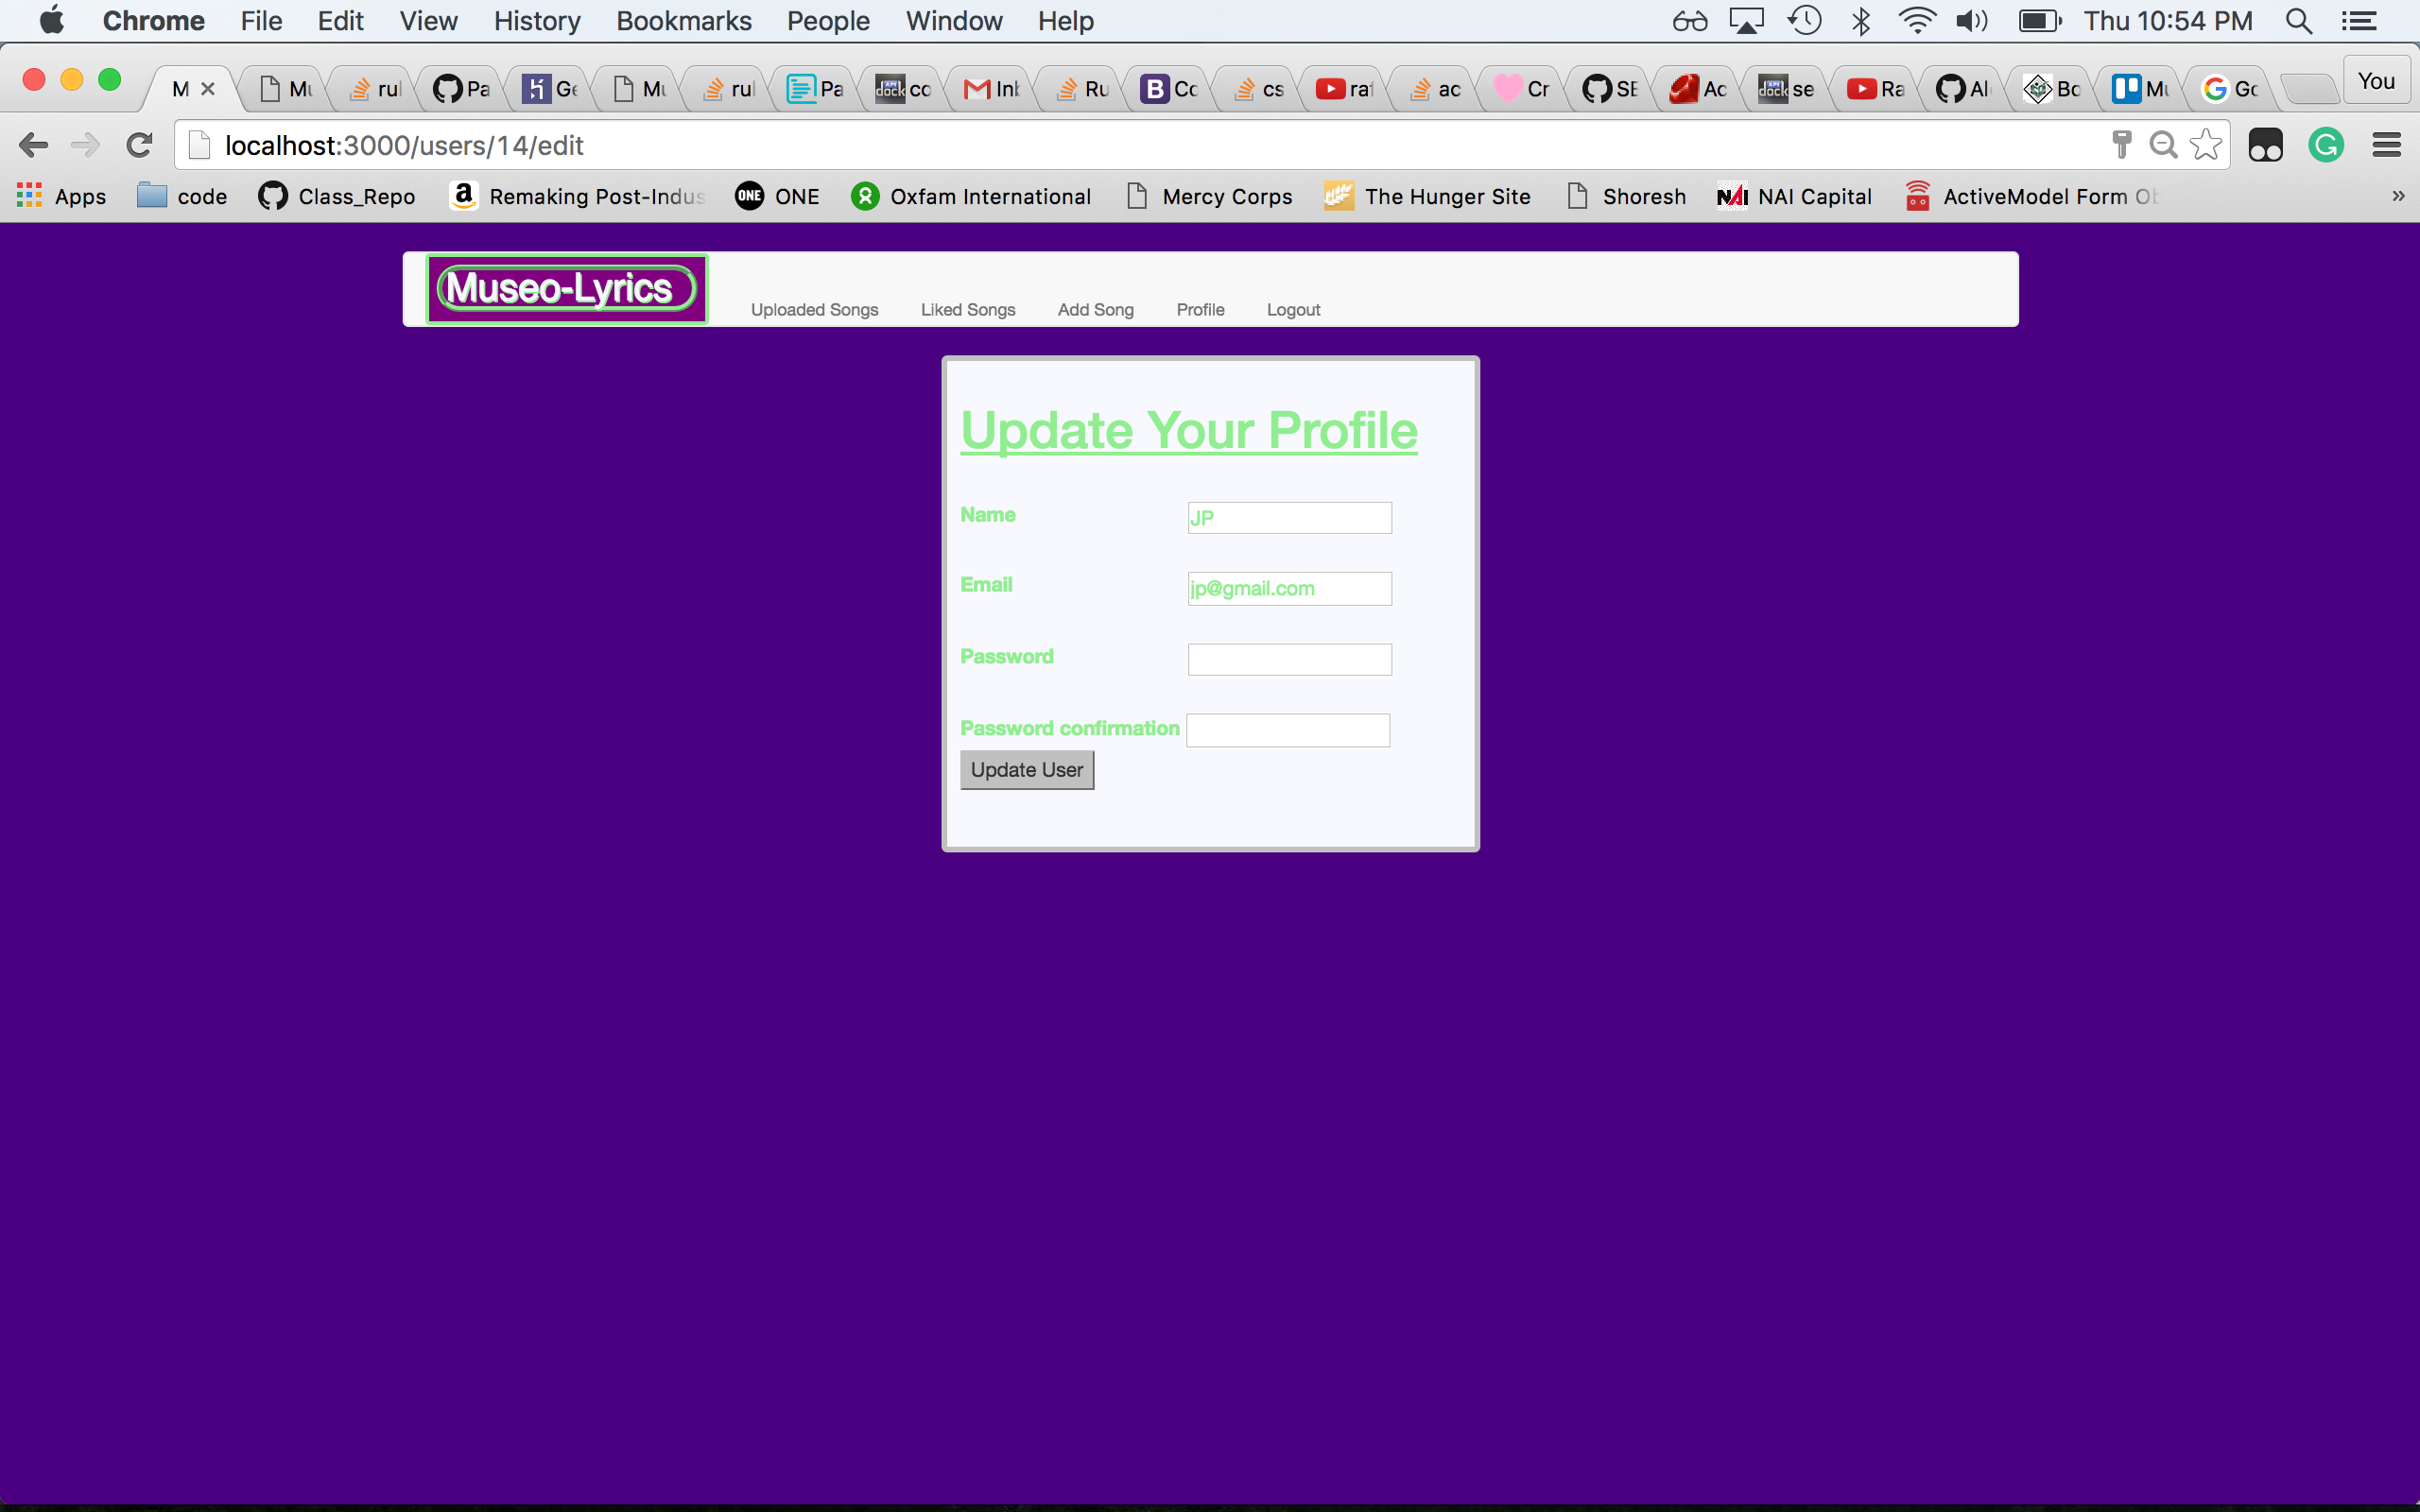 Chrome File Edit View History Bookmarks People Window Help Thu 10:54 PM
M Mu rul Pa Ge Mu rul Pa co Inl Ru B Co cs raf ac Cr SE Ac se Ra Al Bo Mu Go You
localhost:3000/users/14/edit
Apps code Class_Repo Remaking Post-Indus ONE ONE Oxfam International Mercy Corps The Hunger Site Shoresh NAI NAI Capital ActiveModel Form Ob »
Museo-Lyrics
Uploaded Songs Liked Songs Add Song Profile Logout
Update Your Profile
Name JP
Email jp@gmail.com
Password
Password confirmation
Update User